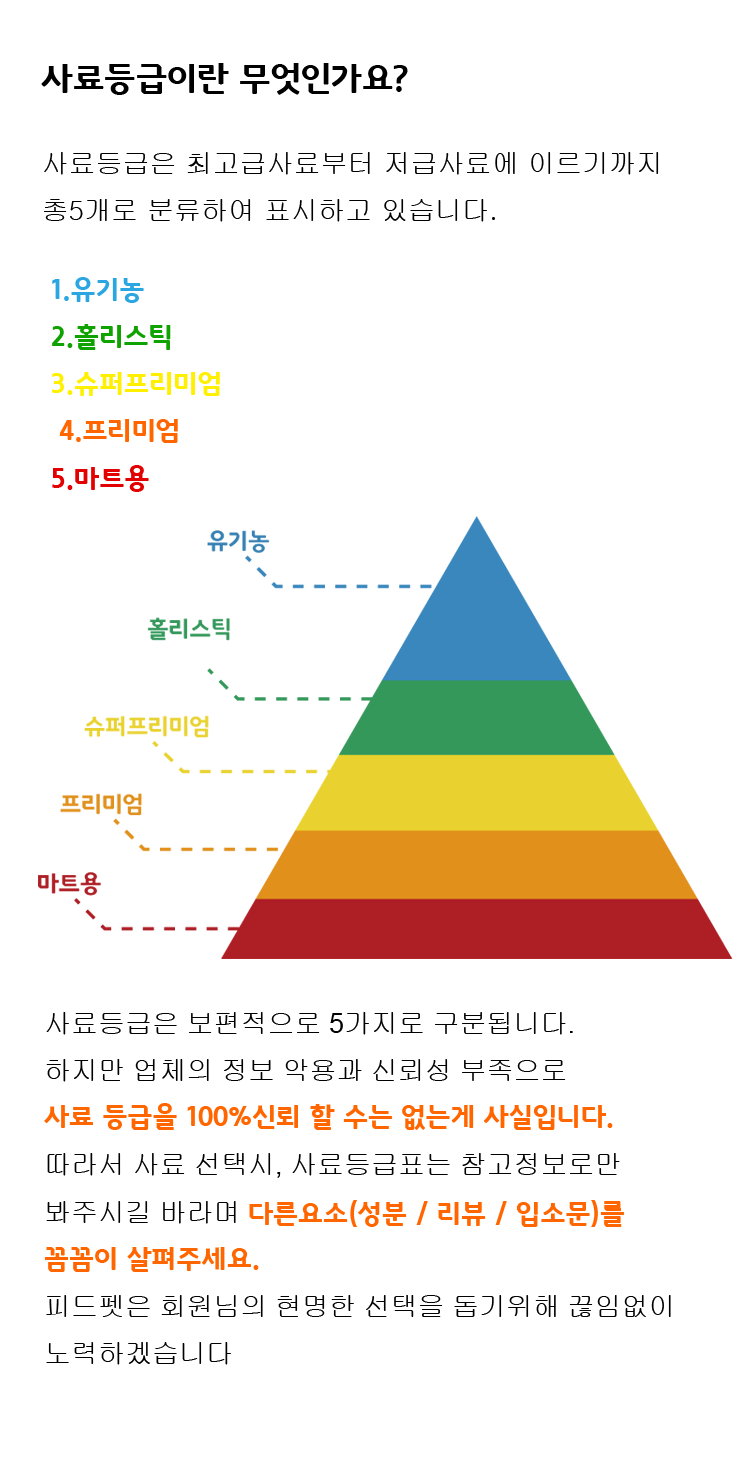 사료등급이란 무엇인가요?
사료등급은 최고급사료부터 저급사료에 이르기까지
총5개로 분류하여 표시하고 있습니다.
1.유기농
2.홀리스틱
3.슈퍼프리미엄
4.프리미엄
5.마트용
유기농
홀리스틱
슈퍼프리미엄
프리미엄
마트용
사료등급은 보편적으로 5가지로 구분됩니다.
하지만 업체의 정보 악용과 신뢰성 부족으로
사료 등급을 100%신뢰 할 수는 없는게 사실입니다.
따라서 사료 선택시, 사료등급표는 참고정보로만
봐주시길 바라며 다른요소(성분 / 리뷰 / 입소문)를
꼼꼼이 살펴주세요.
피드펫은 회원님의 현명한 선택을 돕기위해 끊임없이
노력하겠습니다